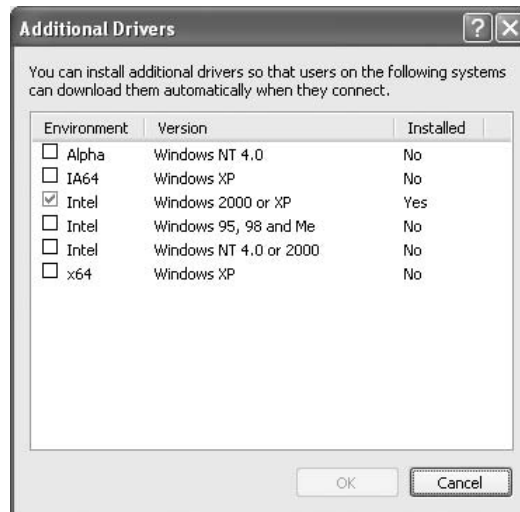 Additional Drivers
You can install additional drivers so that users on the following systems
can download them automatically when they connect.
Environment Version Installed
Alpha Windows NT 4.0 No
IA64 Windows XP No
Intel Windows 2000 or XP Yes
Intel Windows 95, 98 and Me No
Intel Windows NT 4.0 or 2000 No
x64 Windows XP No
OK Cancel